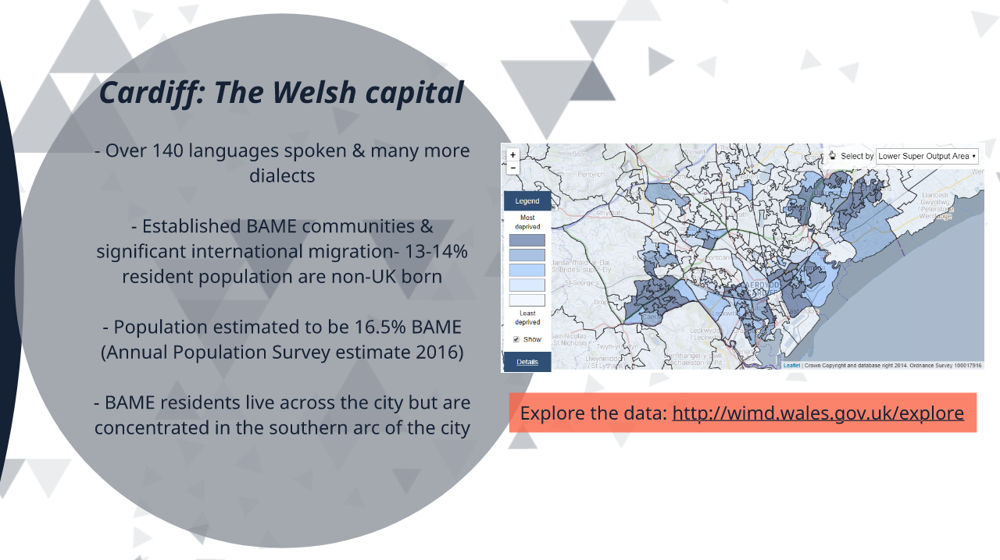 Cardiff: The Welsh capital
- Over 140 languages spoken & many more
dialects
- Established BAME communities &
significant international migration- 13-14%
resident population are non-UK born
- Population estimated to be 16.5% BAME
(Annual Population Survey estimate 2016)
- BAME residents live across the city but are
concentrated in the southern arc of the city
+
−
Select by Lower Super Output Area
Legend
Most
deprived
Least
deprived
Show
Details
Pentyrch
St-George's
Leckwith
Leaflet | Crown Copyright and database right 2014. Ordnance Survey 100017916
Explore the data: http://wimd.wales.gov.uk/explore